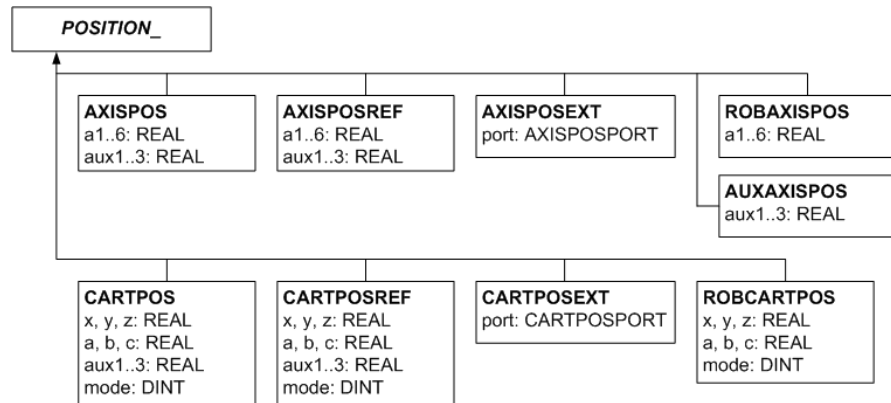 POSITION_
AXISPOS
a1..6: REAL
aux1..3: REAL
AXISPOSREF
a1..6: REAL
aux1..3: REAL
AXISPOSEXT
port: AXISPOSPORT
ROBAXISPOS
a1..6: REAL
AUXAXISPOS
aux1..3: REAL
CARTPOS
x, y, z: REAL
a, b, c: REAL
aux1..3: REAL
mode: DINT
CARTPOSREF
x, y, z: REAL
a, b, c: REAL
aux1..3: REAL
mode: DINT
CARTPOSEXT
port: CARTPOSPORT
ROBCARTPOS
x, y, z: REAL
a, b, c: REAL
mode: DINT